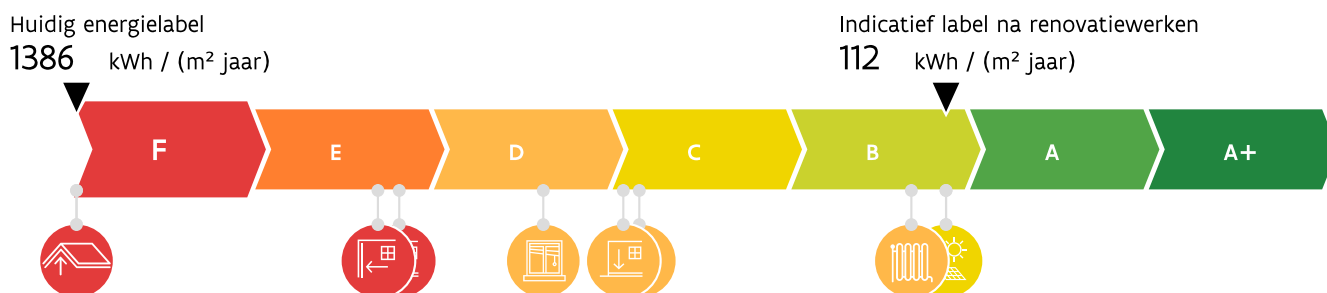 Huidig energielabel
1386 kWh / (m² jaar)
Indicatief label na renovatiewerken
112 kWh / (m² jaar)
F E D C B A A+